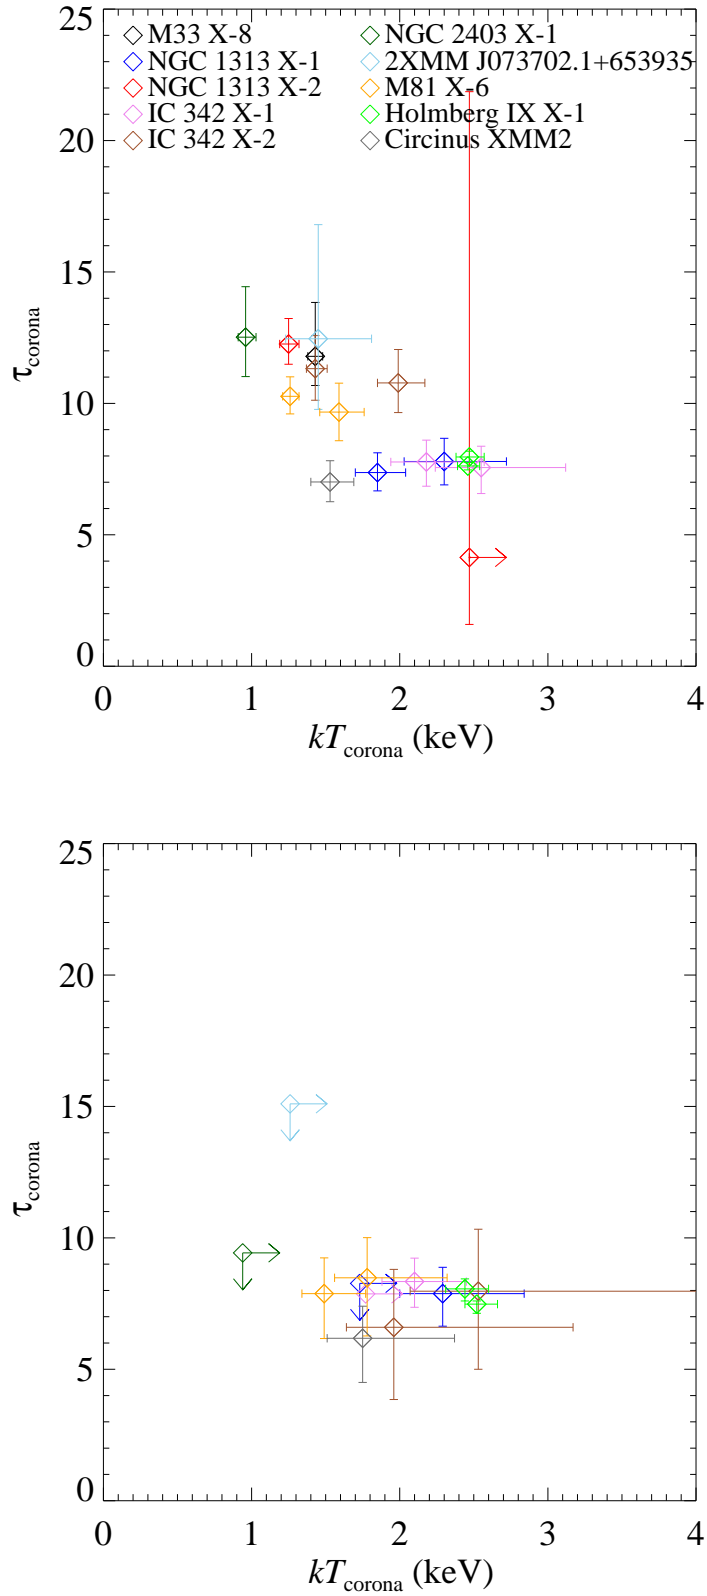 25
M33 X-8 NGC 2403 X-1
NGC 1313 X-1 2XMM J073702.1+653935
NGC 1313 X-2 M81 X-6
IC 342 X-1 Holmberg IX X-1
IC 342 X-2 Circinus XMM2
20
15
τcorona
10
5
0
0 1 2 3 4
kTcorona (keV)
25
20
15
τcorona
10
5
0
0 1 2 3 4
kTcorona (keV)